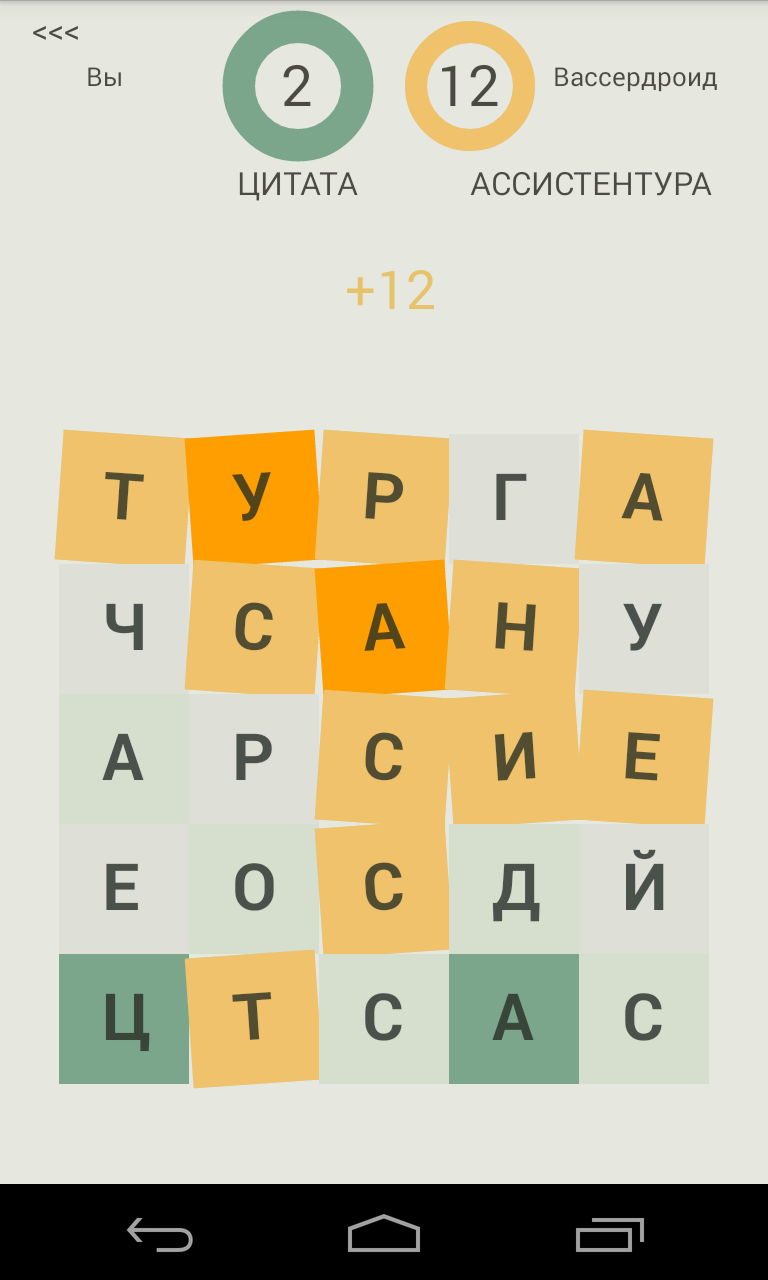 <<<
Вы 2 12 Вассердроид
ЦИТАТА АССИСТЕНТУРА
+12
Т У Р Г А
Ч С А Н У
А Р С И Е
Е О С Д Й
Ц Т С А С